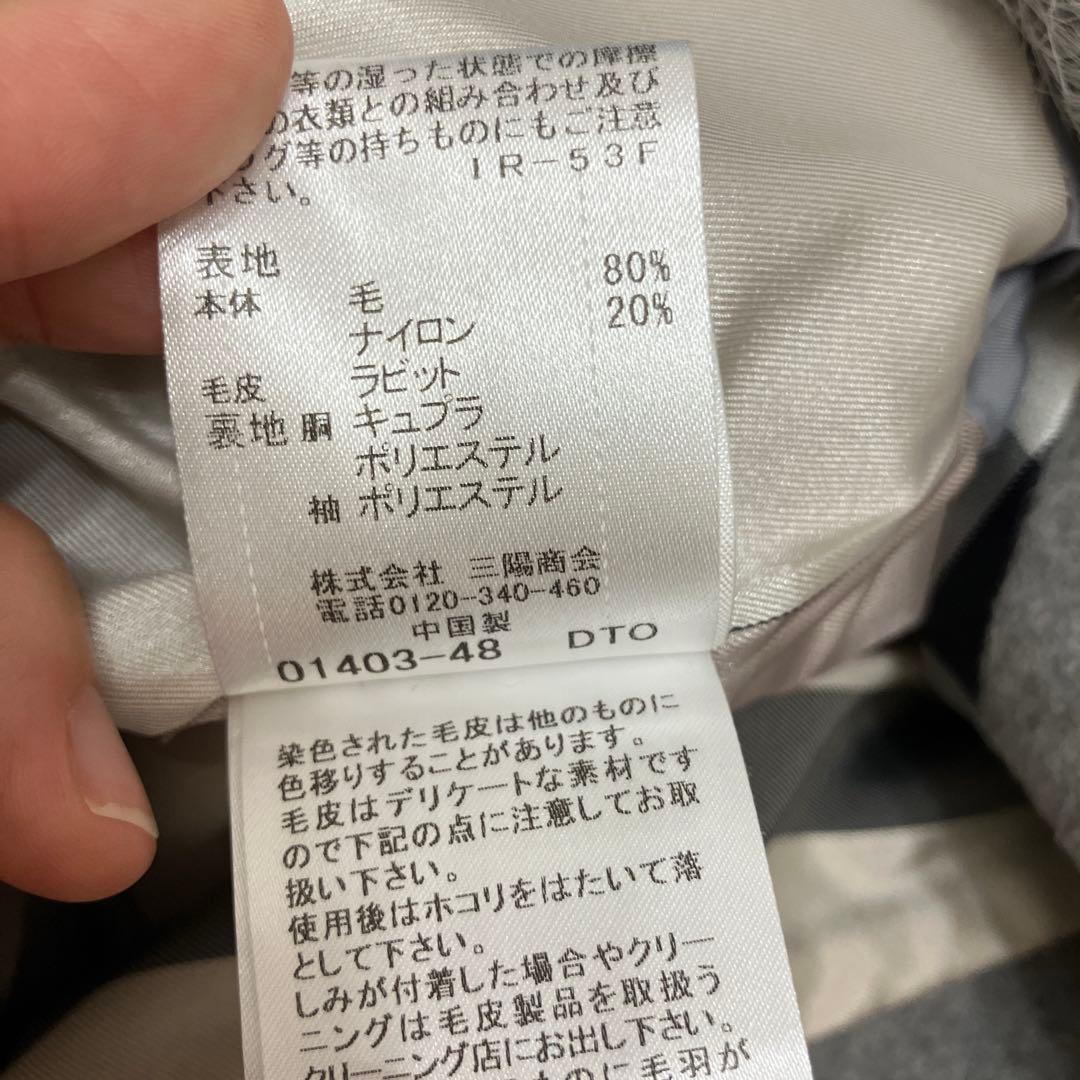 等の湿った状態での摩擦
の衣類との組み合わせ及び
グ等の持ちものにもご注意
下さい。 IR-53F
表地
本体 毛 80%
ナイロン 20%
毛皮 ラビット
裏地 胴 キュプラ
ポリエステル
袖 ポリエステル
株式会社 三陽商会
電話0120-340-460
中国製
01403-48 DTO
染色された毛皮は他のものに
色移りすることがあります。
毛皮はデリケートな素材です
ので下記の点に注意してお取
扱い下さい。
使用後はホコリをはたいて落
として下さい。
しみが付着した場合やクリー
ニングは毛皮製品を取扱う
クリーニング店にお出し下さい。
ものに毛羽が